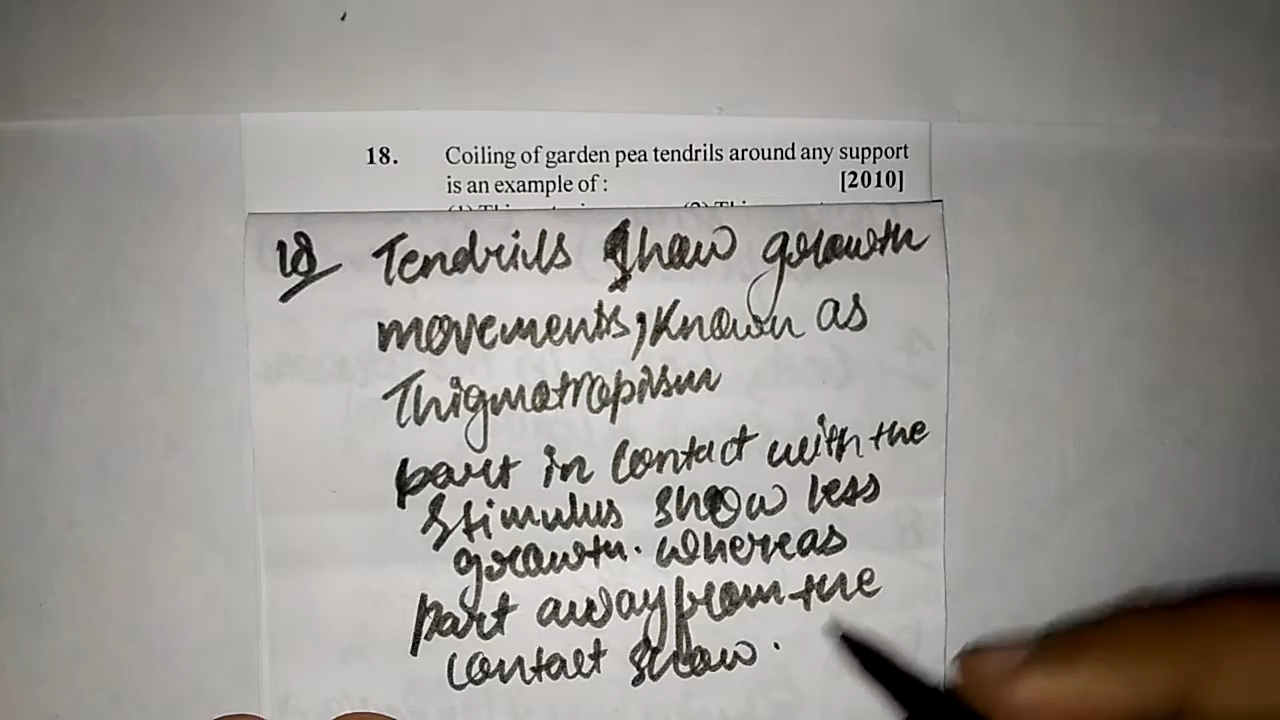 18. Coiling of garden pea tendrils around any support
is an example of : [2010]
18 Tendrils show growth
movements, known as
Thigmotropism
part in contact with the
stimulus show less
growth. whereas
part away from the
contact show.